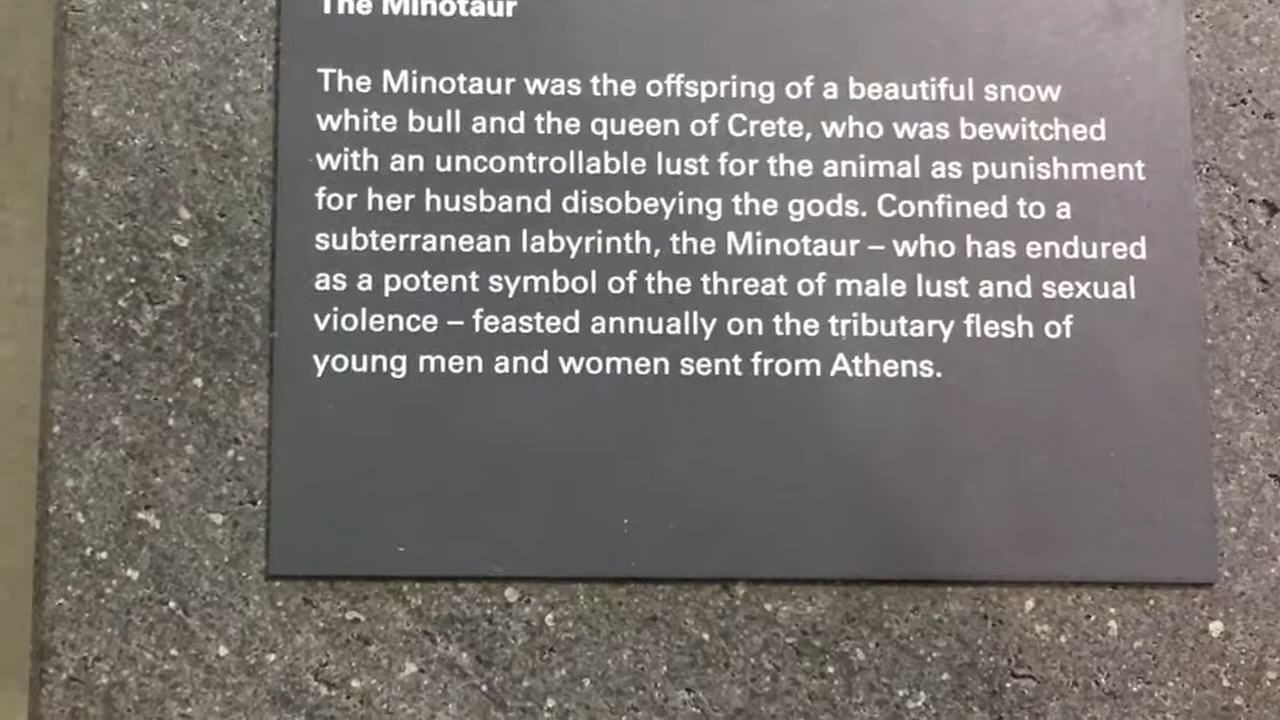 The Minotaur
The Minotaur was the offspring of a beautiful snow
white bull and the queen of Crete, who was bewitched
with an uncontrollable lust for the animal as punishment
for her husband disobeying the gods. Confined to a
subterranean labyrinth, the Minotaur – who has endured
as a potent symbol of the threat of male lust and sexual
violence – feasted annually on the tributary flesh of
young men and women sent from Athens.